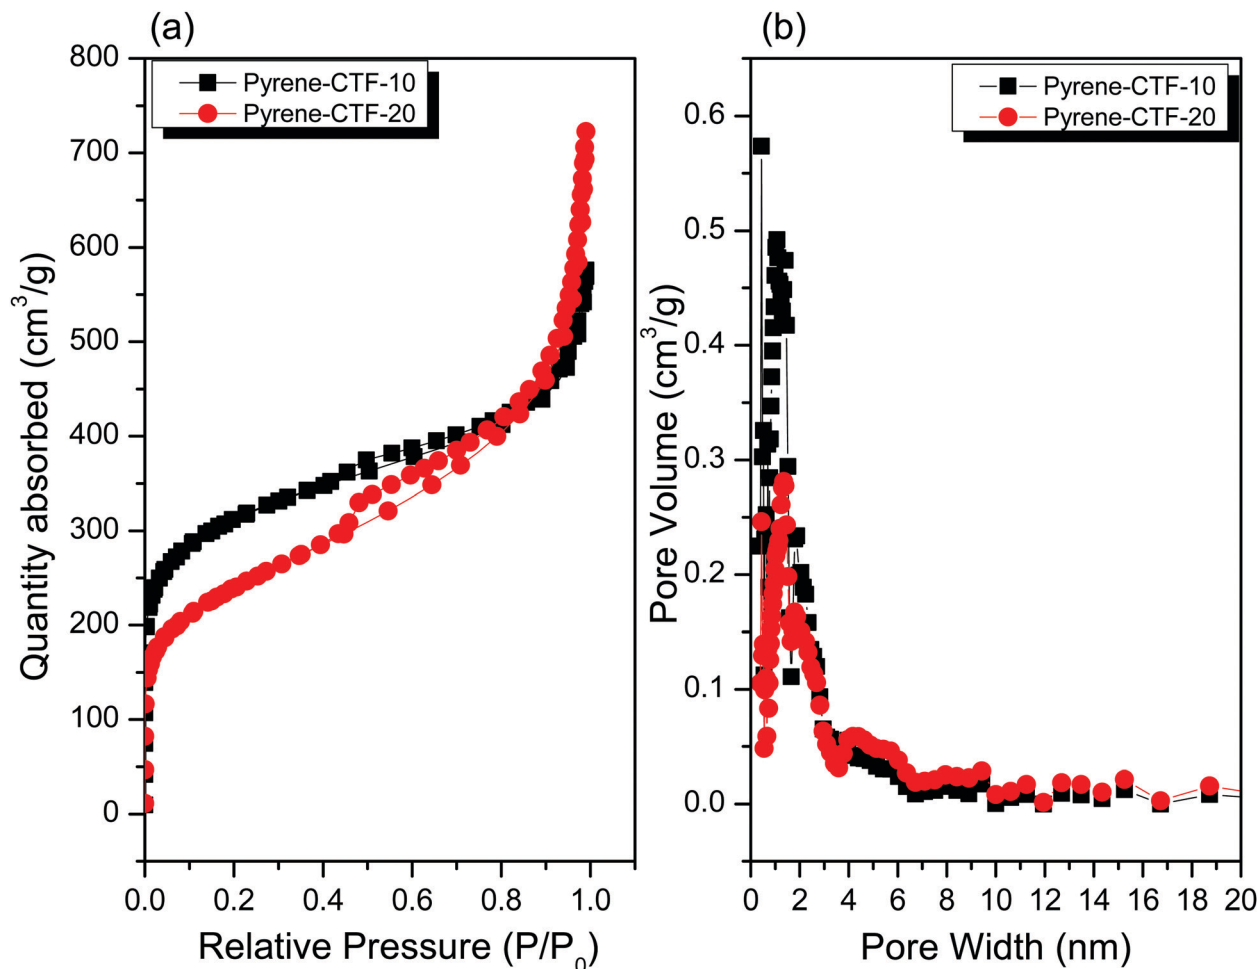 (a)
Pyrene-CTF-10
Pyrene-CTF-20
Quantity absorbed (cm³/g)
800
700
600
500
400
300
200
100
0
0.0 0.2 0.4 0.6 0.8 1.0
Relative Pressure (P/P₀)
(b)
Pyrene-CTF-10
Pyrene-CTF-20
Pore Volume (cm³/g)
0.6
0.5
0.4
0.3
0.2
0.1
0.0
0 2 4 6 8 10 12 14 16 18 20
Pore Width (nm)